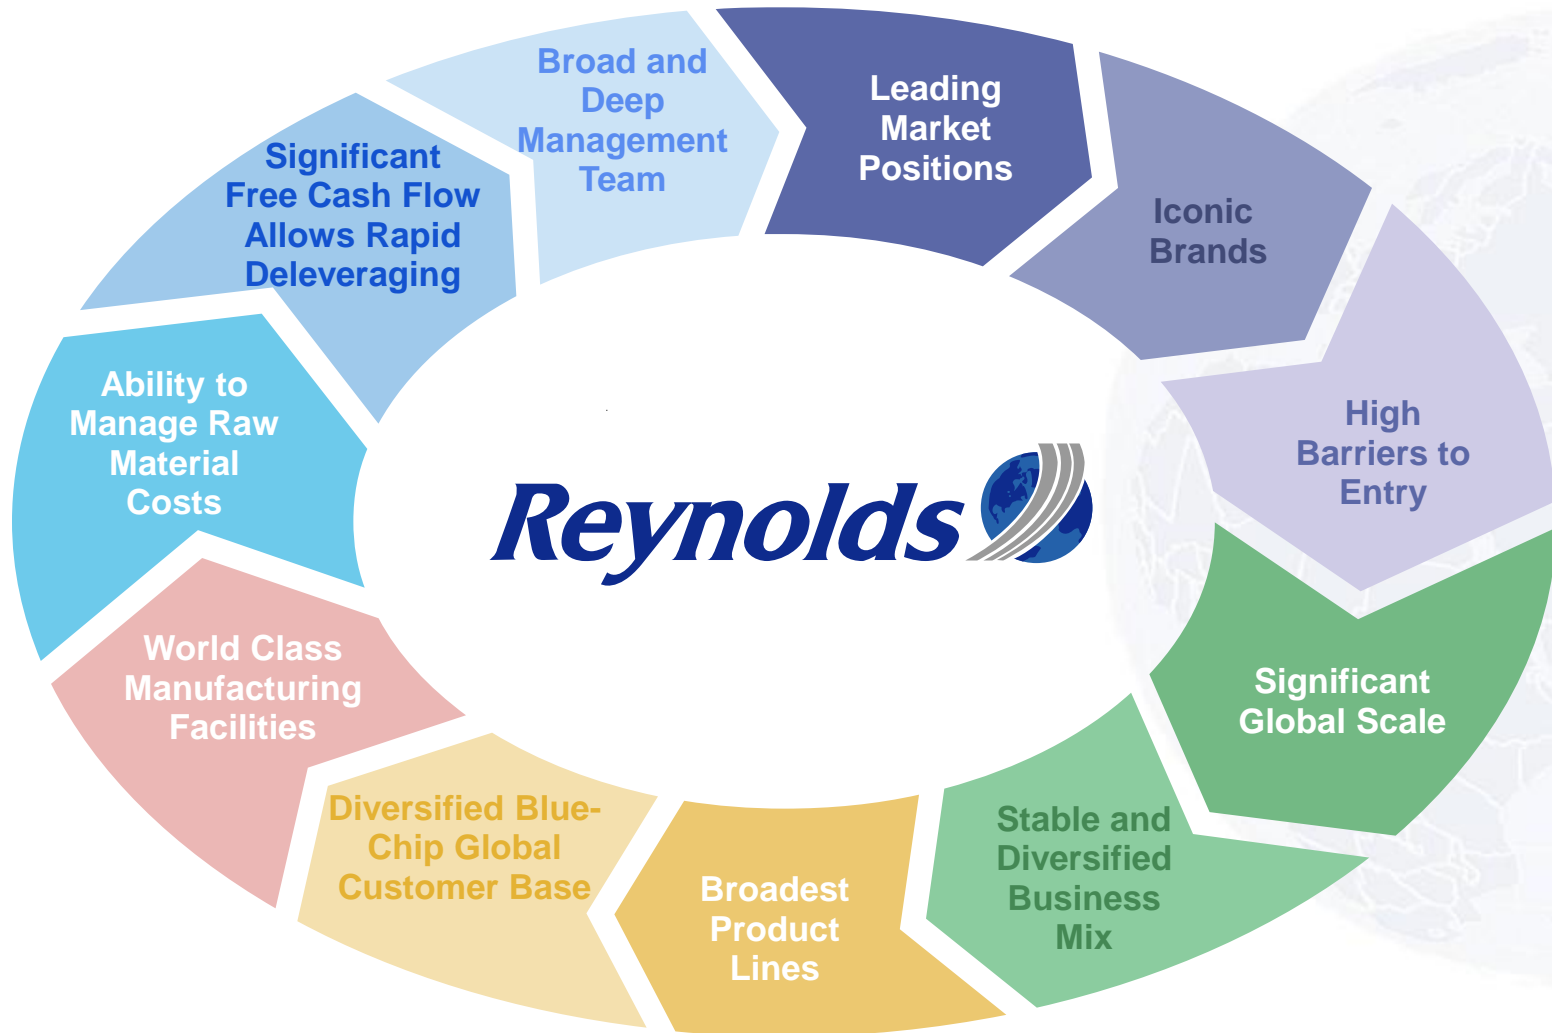 Broad and
Deep
Management
Team
Leading
Market
Positions
Iconic
Brands
High
Barriers to
Entry
Significant
Global Scale
Stable and
Diversified
Business
Mix
Broadest
Product
Lines
Diversified Blue-
Chip Global
Customer Base
World Class
Manufacturing
Facilities
Ability to
Manage Raw
Material
Costs
Significant
Free Cash Flow
Allows Rapid
Deleveraging
Reynolds